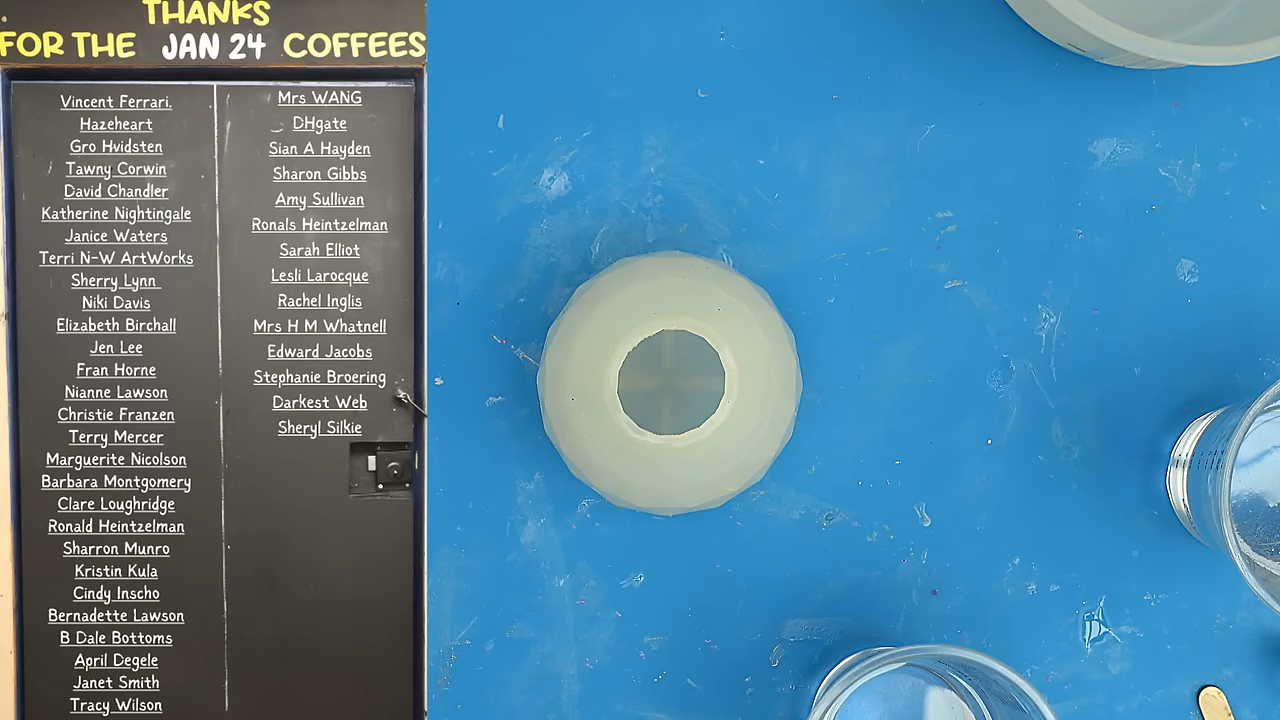 THANKS
FOR THE JAN 24 COFFEES
Vincent Ferrari.
Hazeheart
Gro Hvidsten
Tawny Corwin
David Chandler
Katherine Nightingale
Janice Waters
Terri N-W ArtWorks
Sherry Lynn
Niki Davis
Elizabeth Birchall
Jen Lee
Fran Horne
Nianne Lawson
Christie Franzen
Terry Mercer
Marguerite Nicolson
Barbara Montgomery
Clare Loughridge
Ronald Heintzelman
Sharron Munro
Kristin Kula
Cindy Inscho
Bernadette Lawson
B Dale Bottoms
April Degele
Janet Smith
Tracy Wilson
Mrs WANG
DHgate
Sian A Hayden
Sharon Gibbs
Amy Sullivan
Ronals Heintzelman
Sarah Elliot
Lesli Larocque
Rachel Inglis
Mrs H M Whatnell
Edward Jacobs
Stephanie Broering
Darkest Web
Sheryl Silkie